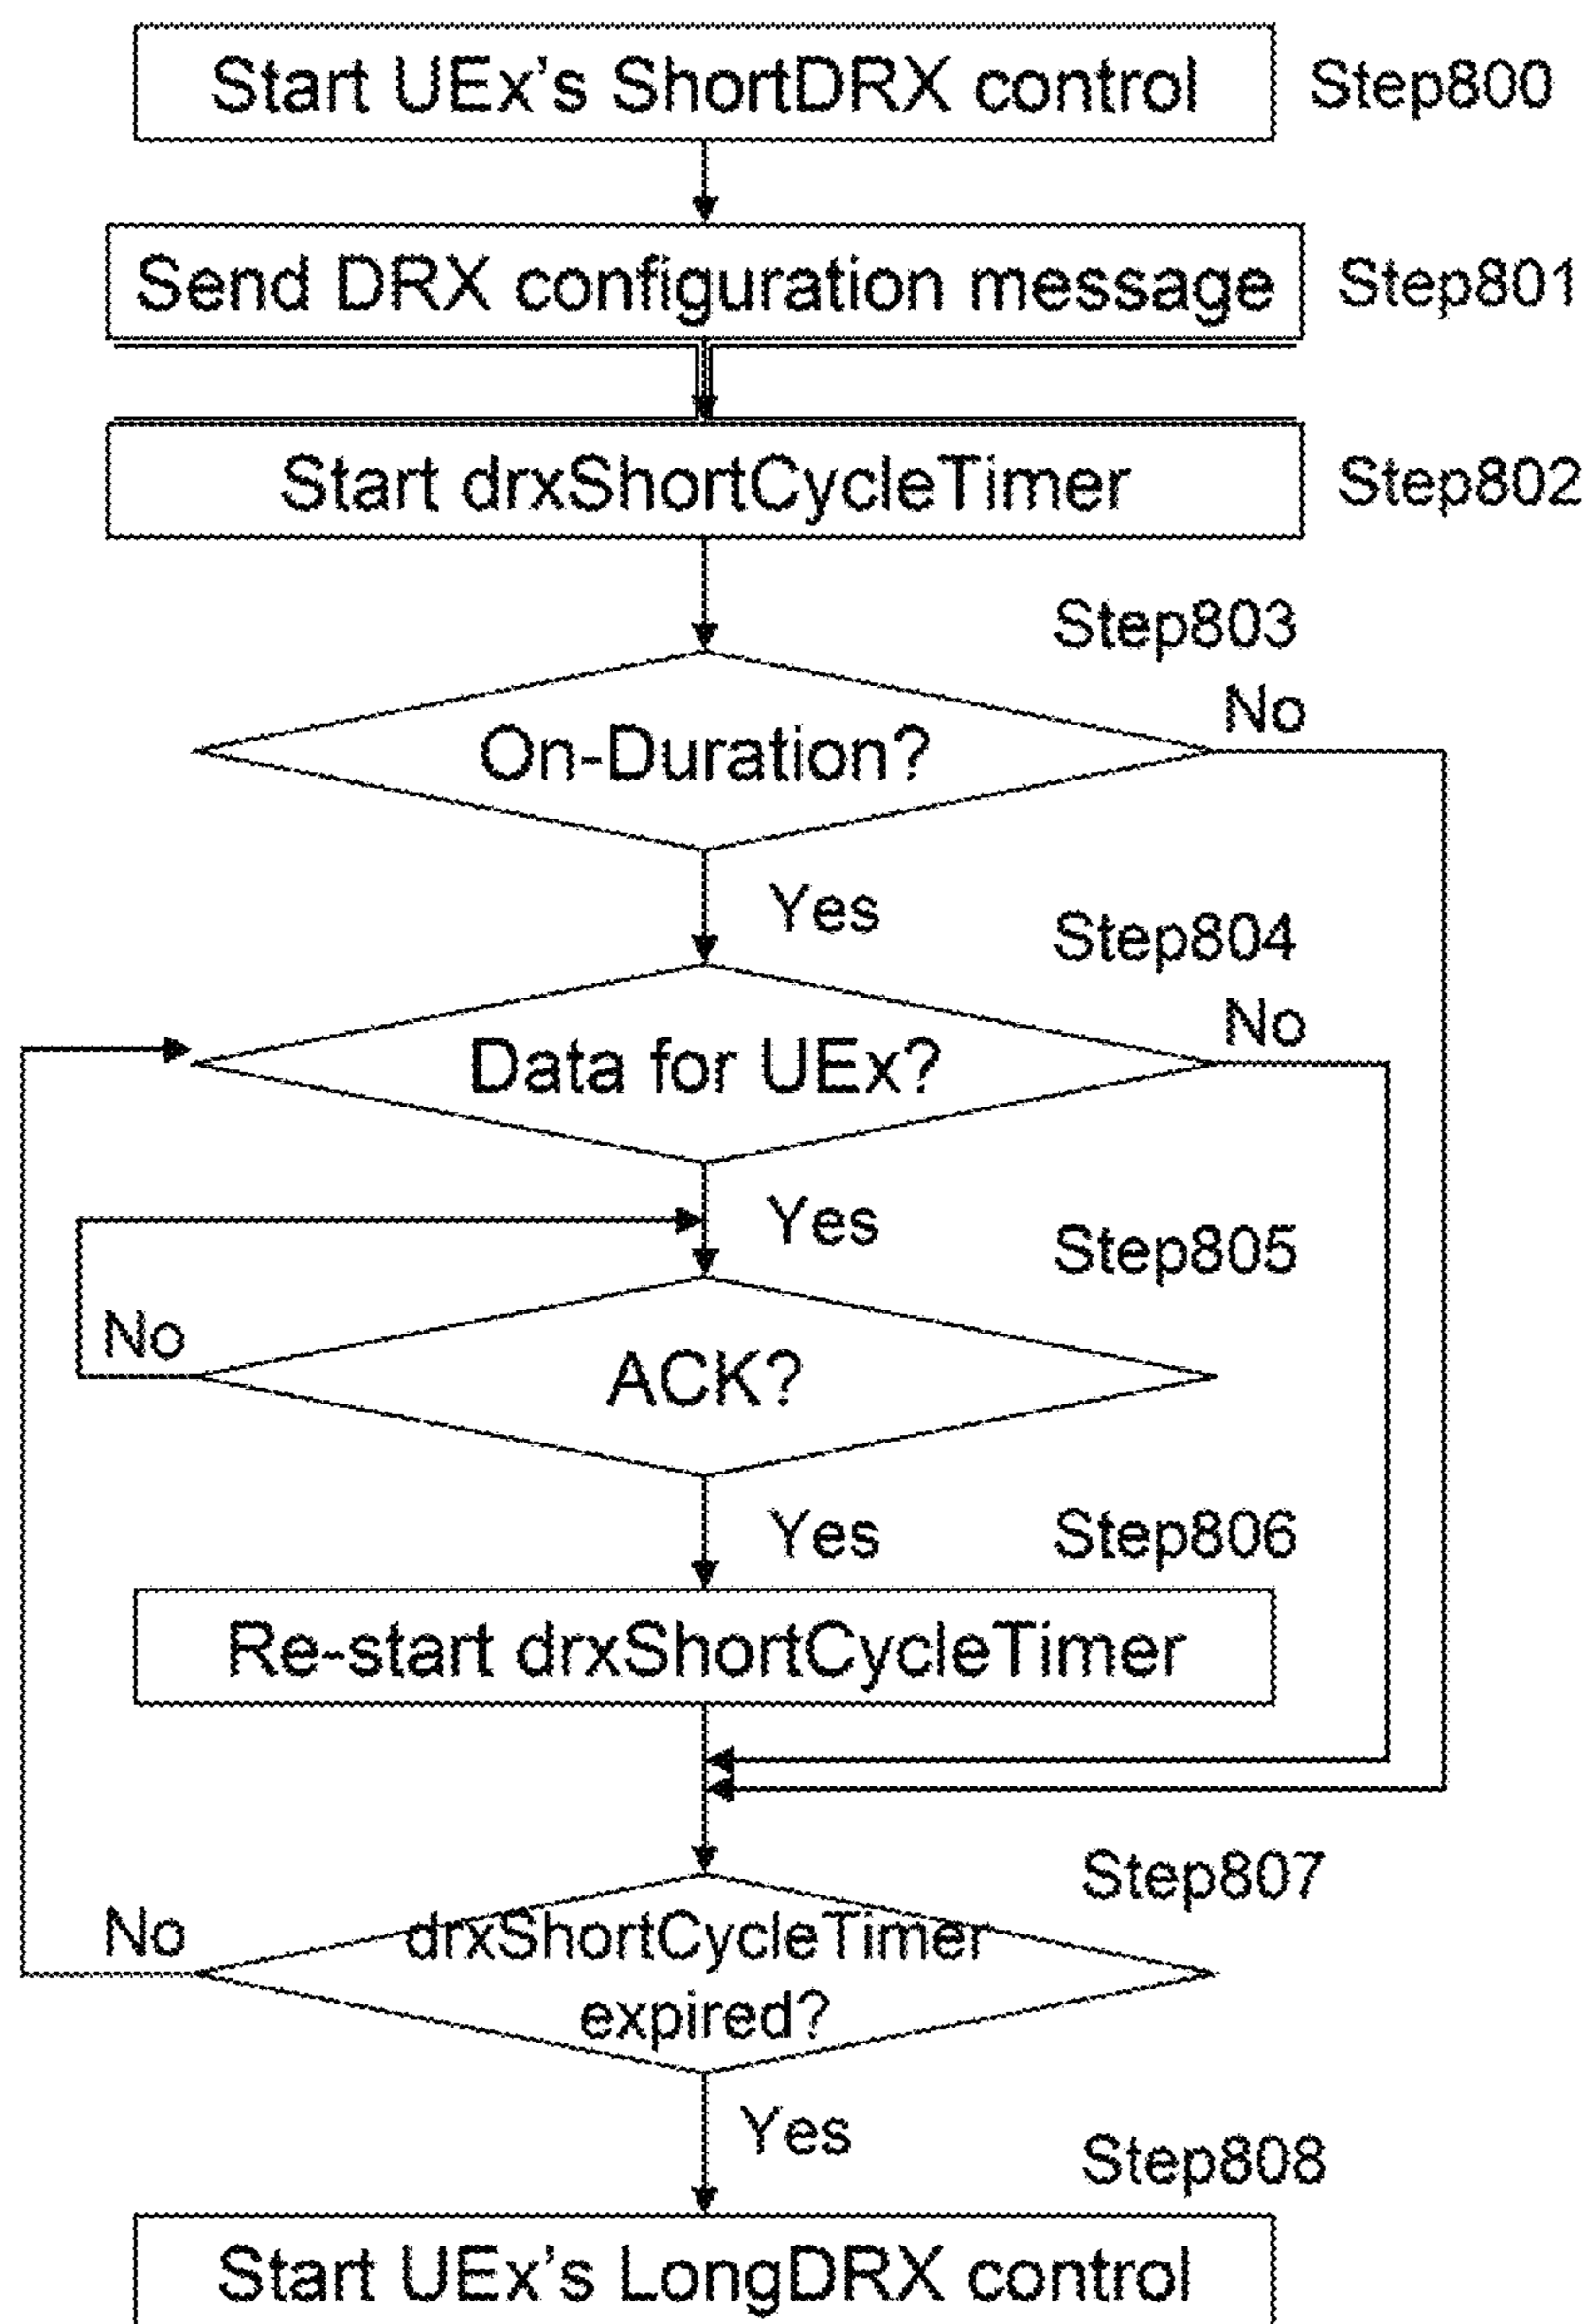 Start UEx's ShortDRX control Step800
Send DRX configuration message Step801
Start drxShortCycleTimer Step802
Step803
No
On-Duration?
Yes
Step804
No
Data for UEx?
Yes
Step805
No
ACK?
Yes
Step806
Re-start drxShortCycleTimer
Step807
No
drxShortCycleTimer
expired?
Yes
Step808
Start UEx's LongDRX control